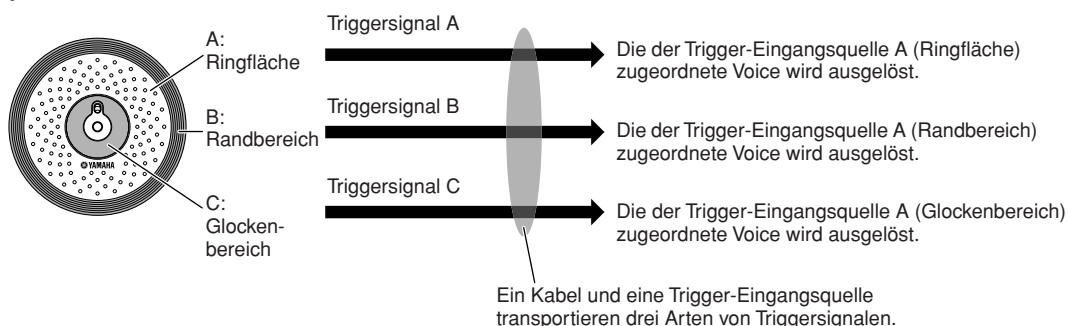 A:
Ringfläche
B:
Randbereich
C:
Glocken-
bereich
YAMAHA
Triggersignal A
Die der Trigger-Eingangsquelle A (Ringfläche)
zugeordnete Voice wird ausgelöst.
Triggersignal B
Die der Trigger-Eingangsquelle A (Randbereich)
zugeordnete Voice wird ausgelöst.
Triggersignal C
Die der Trigger-Eingangsquelle A (Glockenbereich)
zugeordnete Voice wird ausgelöst.
Ein Kabel und eine Trigger-Eingangsquelle
transportieren drei Arten von Triggersignalen.